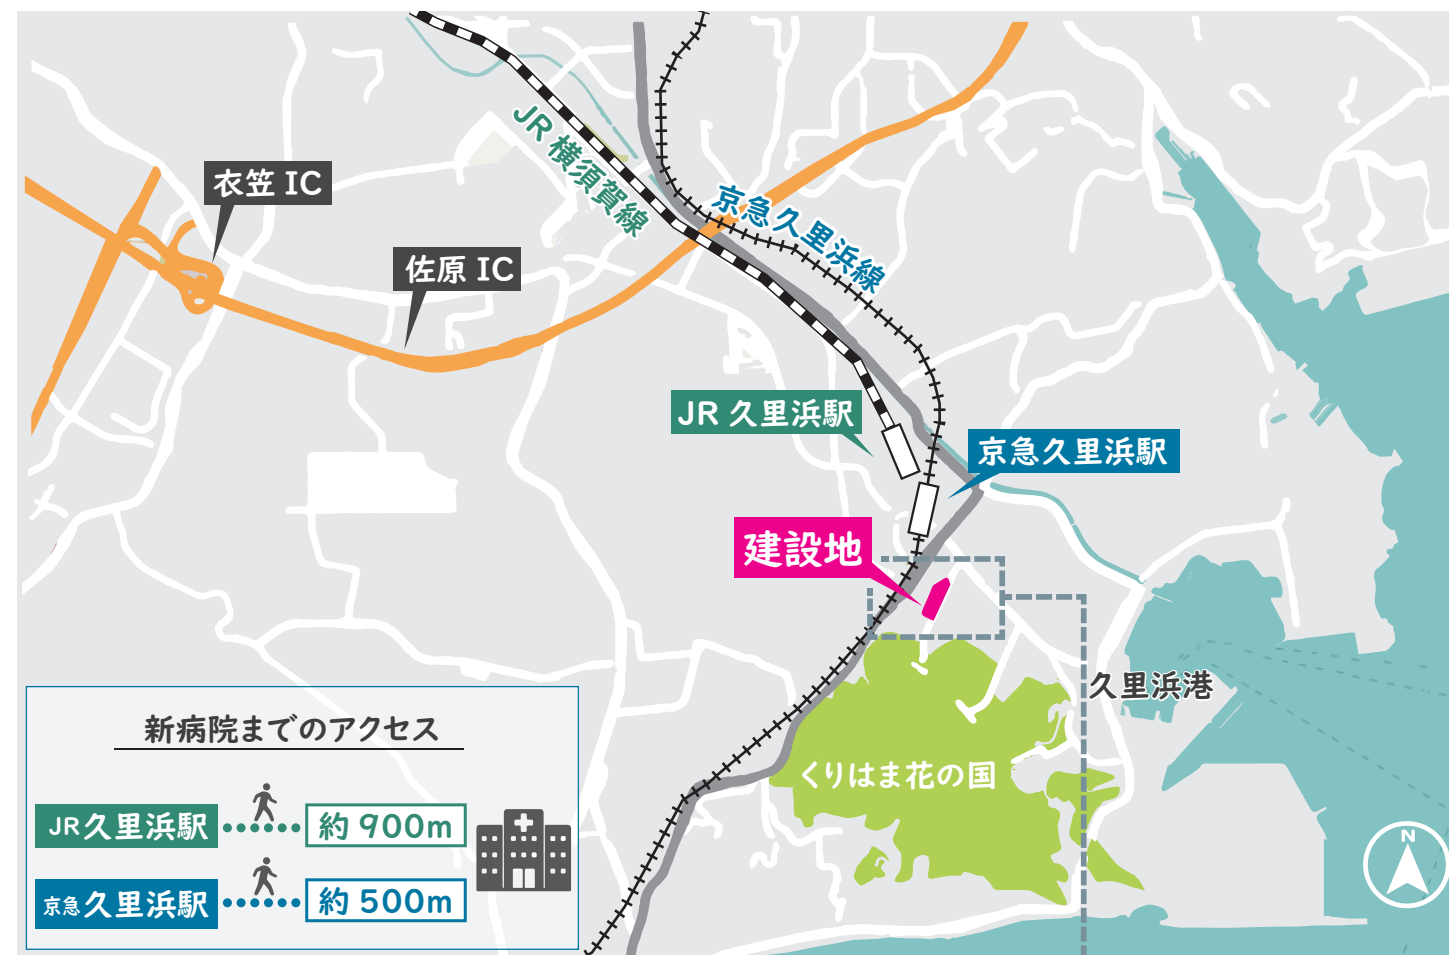 JR 横須賀線
京急久里浜線
衣笠 IC
佐原 IC
JR 久里浜駅
京急久里浜駅
建設地
久里浜港
くりはま花の国
新病院までのアクセス
JR久里浜駅 約 900m
京急久里浜駅 約 500m
N